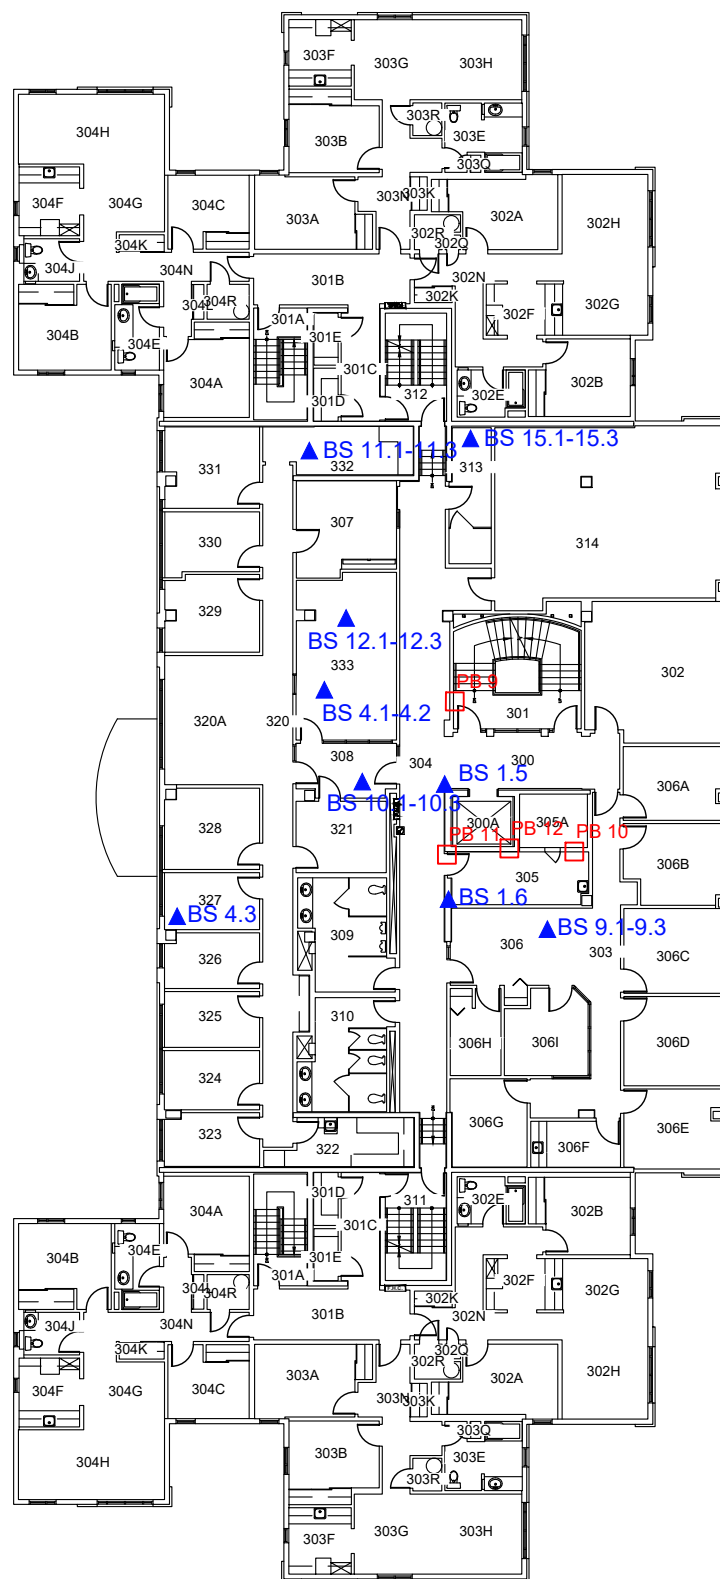 303F
303G
303H
304H
303R
303E
303B
303Q
304F
304G
304C
303A
303N
303K
302A
302H
302R
302Q
304K
304J
304N
301B
302N
304L
304R
302K
302F
302G
304B
304E
301A
301E
301C
304A
301D
312
302E
302B
BS 11.1-11.3
BS 15.1-15.3
331
332
313
307
330
314
329
BS 12.1-12.3
333
302
PB 9
BS 4.1-4.2
301
320A
320
308
304
300
BS 1.5
306A
BS 10.1-10.3
328
321
300A
305A
PB 11
PB 12
PB 10
306B
305
327
BS 4.3
BS 1.6
BS 9.1-9.3
306
303
309
326
306C
325
310
306H
306I
306D
324
323
322
306G
306F
306E
304A
301D
311
302E
302B
301C
304B
304E
301E
301A
302F
302G
304L
304R
302K
304J
304N
301B
302N
304K
302Q
302R
304F
304G
304C
303A
302A
302H
303N
303K
303Q
304H
303B
303E
303R
303F
303G
303H